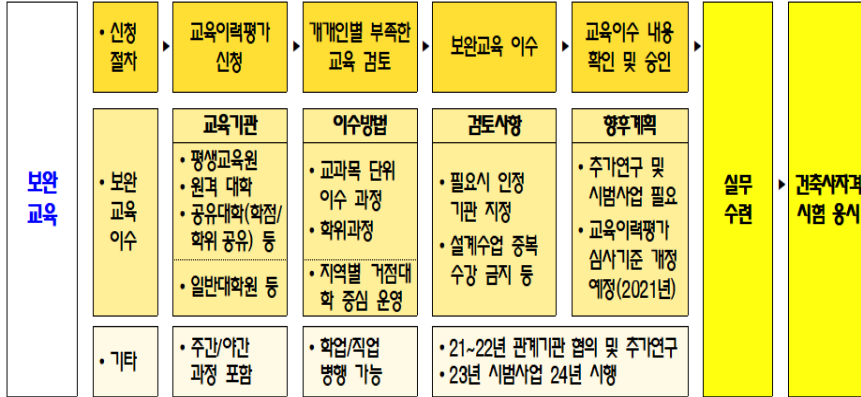 보완
교육
• 신청
절차
▶
교육이력평가
신청
▶
개개인별 부족한
교육 검토
▶
보완교육 이수
▶
교육이수 내용
확인 및 승인
▶
• 보완
교육
이수
교육기관
• 평생교육원
• 원격 대학
• 공유대학(학점/
학위 공유) 등
• 일반대학원 등
이수방법
• 교과목 단위
이수 과정
• 학위과정
• 지역별 거점대
학 중심 운영
검토사항
• 필요시 인정
기관 지정
• 설계수업 중복
수강 금지 등
향후계획
• 추가연구 및
시범사업 필요
• 교육이력평가
심사기준 개정
예정(2021년)
• 기타
• 주간/야간
과정 포함
• 학업/직업
병행 가능
• 21~22년 관계기관 협의 및 추가연구
• 23년 시범사업 24년 시행
실무
수련
▶
건축사자격
시험 응시